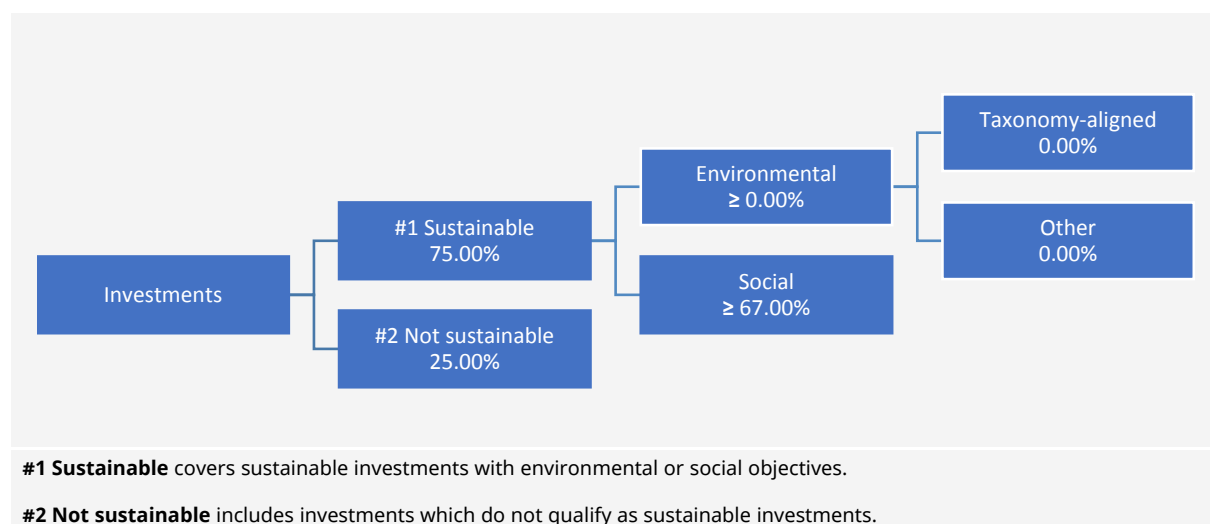 Taxonomy-aligned
0.00%
Environmental
≥ 0.00%
#1 Sustainable
75.00%
Other
0.00%
Investments
Social
≥ 67.00%
#2 Not sustainable
25.00%
#1 Sustainable covers sustainable investments with environmental or social objectives.
#2 Not sustainable includes investments which do not qualify as sustainable investments.